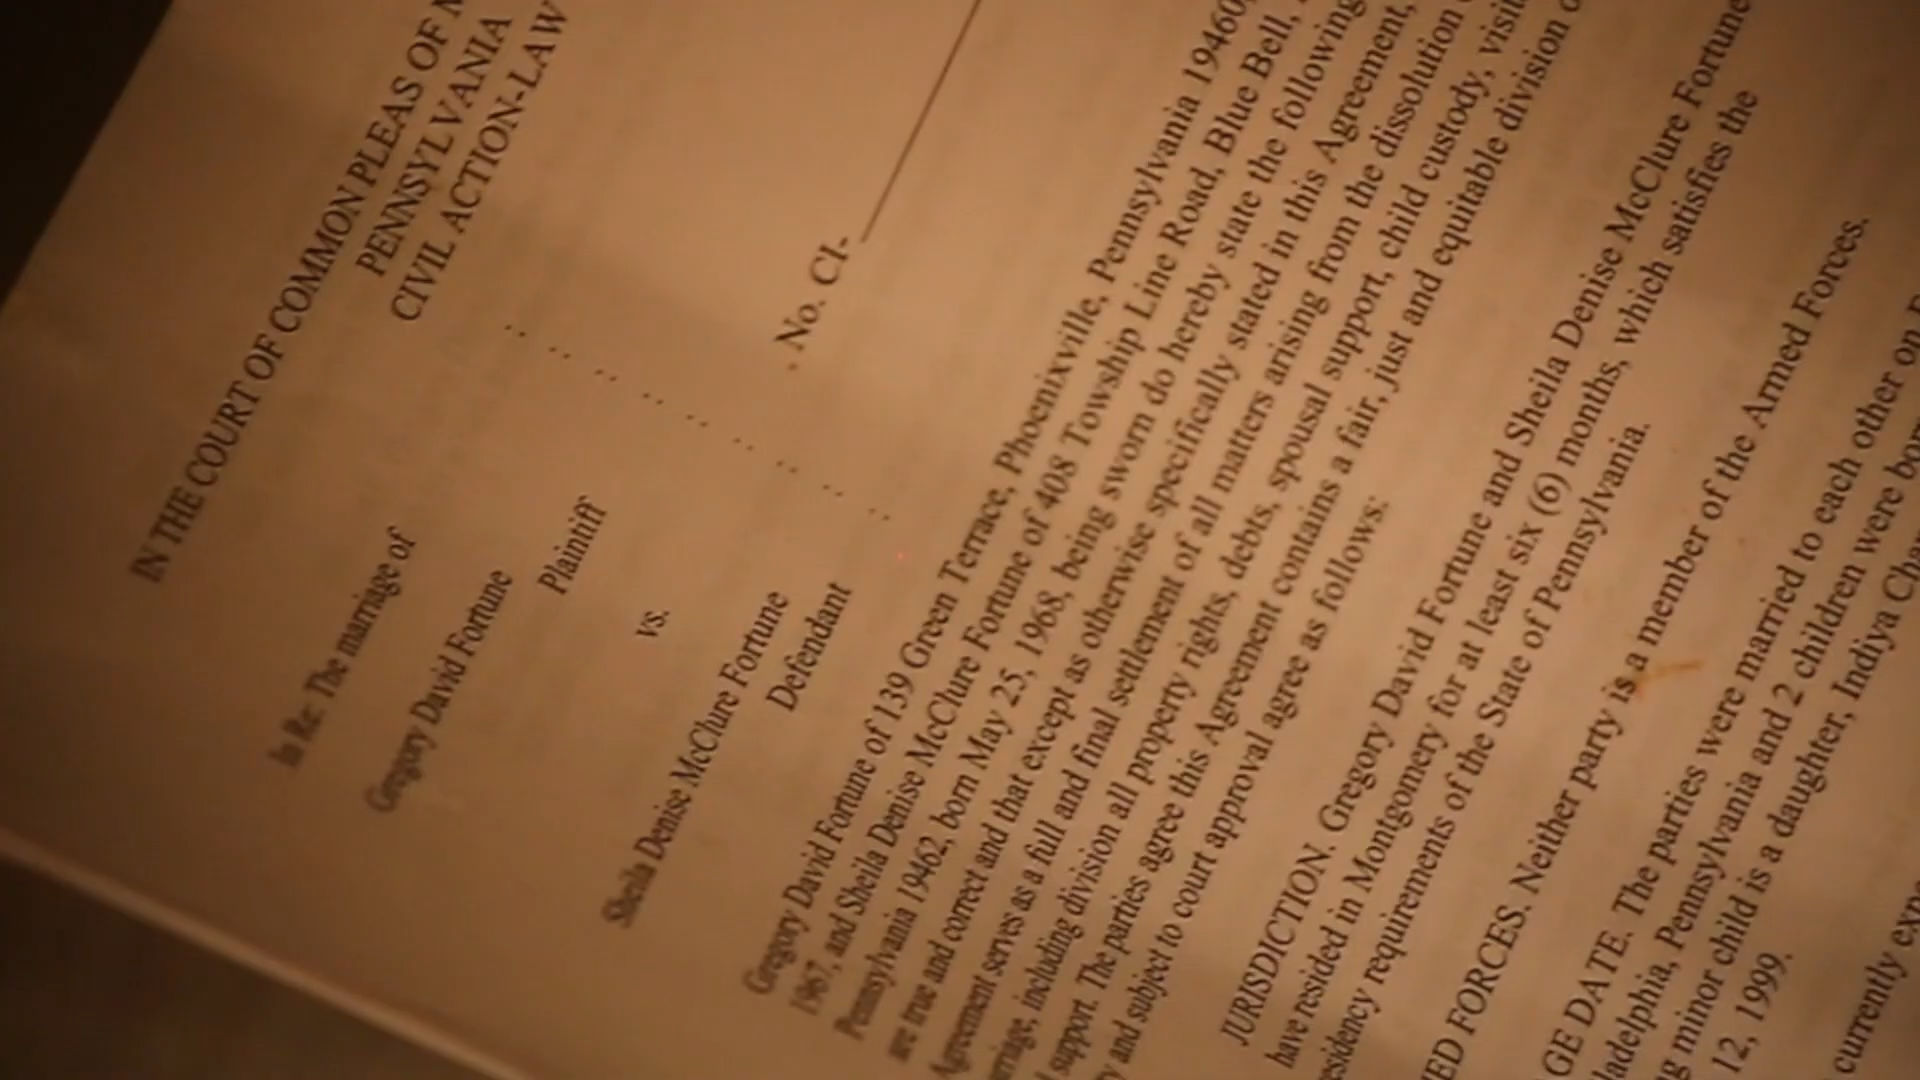 IN THE COURT OF COMMON PLEAS OF
PENNSYLVANIA
CIVIL ACTION-LAW
In Re: The marriage of
Gregory David Fortune
Plaintiff
No. CI-
vs.
Sheila Denise McClure Fortune
Defendant
Gregory David Fortune of 139 Green Terrace, Phoenixville, Pennsylvania 19460,
1967, and Sheila Denise McClure Fortune of 408 Towship Line Road, Blue Bell,
Pennsylvania 19462, born May 25, 1968, being sworn do hereby state the following
are true and correct and that except as otherwise specifically stated in this Agreement,
Agreement serves as a full and final settlement of all matters arising from the dissolution
including division all property rights, debts, spousal support, child custody,
support. The parties agree this Agreement contains a fair, just and equitable division
and subject to court approval agree as follows:
JURISDICTION. Gregory David Fortune and Sheila Denise McClure Fortune
have resided in Montgomery for at least six (6) months, which satisfies the
requirements of the State of Pennsylvania.
FORCES. Neither party is a member of the Armed Forces.
DATE. The parties were married to each other on
Pennsylvania and 2 children were
minor child is a daughter, Indiya
12, 1999.
currently